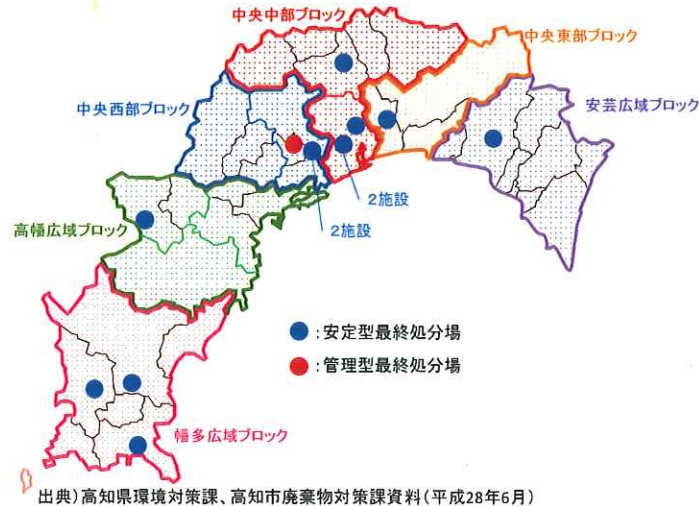 中央中部ブロック
中央東部ブロック
中央西部ブロック
安芸広域ブロック
2施設
2施設
高幡広域ブロック
:安定型最終処分場
:管理型最終処分場
幡多広域ブロック
出典)高知県環境対策課、高知市廃棄物対策課資料(平成28年6月)